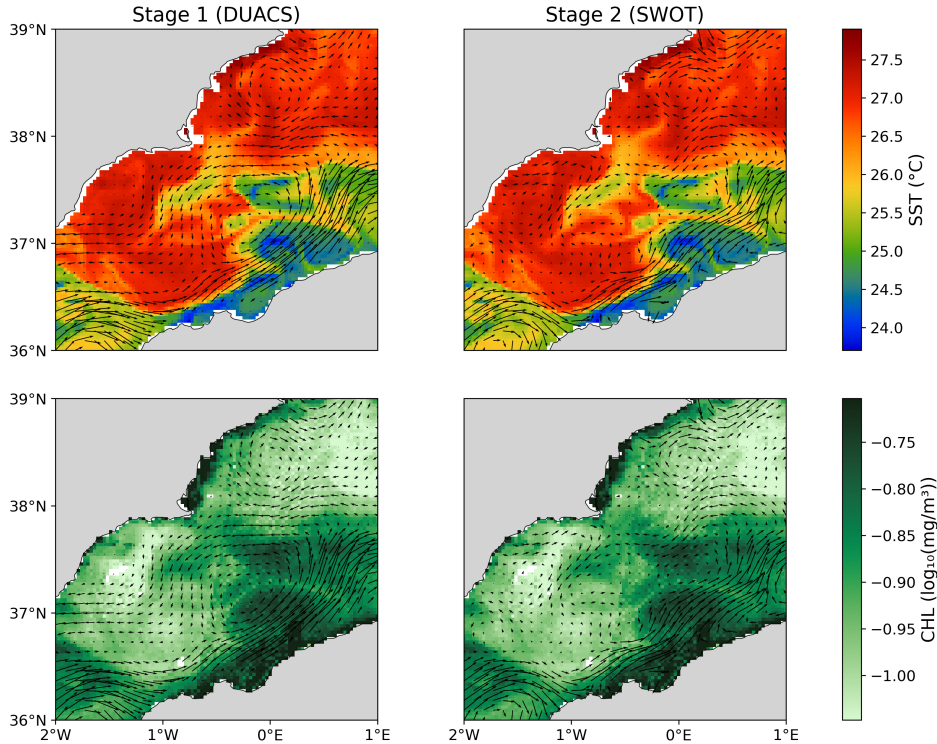 Stage 1 (DUACS)
Stage 2 (SWOT)
39°N
38°N
37°N
36°N
27.5
27.0
26.5
26.0
25.5
25.0
24.5
24.0
SST (°C)
39°N
38°N
37°N
36°N
2°W
1°W
0°E
1°E
2°W
1°W
0°E
1°E
−0.75
−0.80
−0.85
−0.90
−0.95
−1.00
CHL (log₁₀(mg/m³))